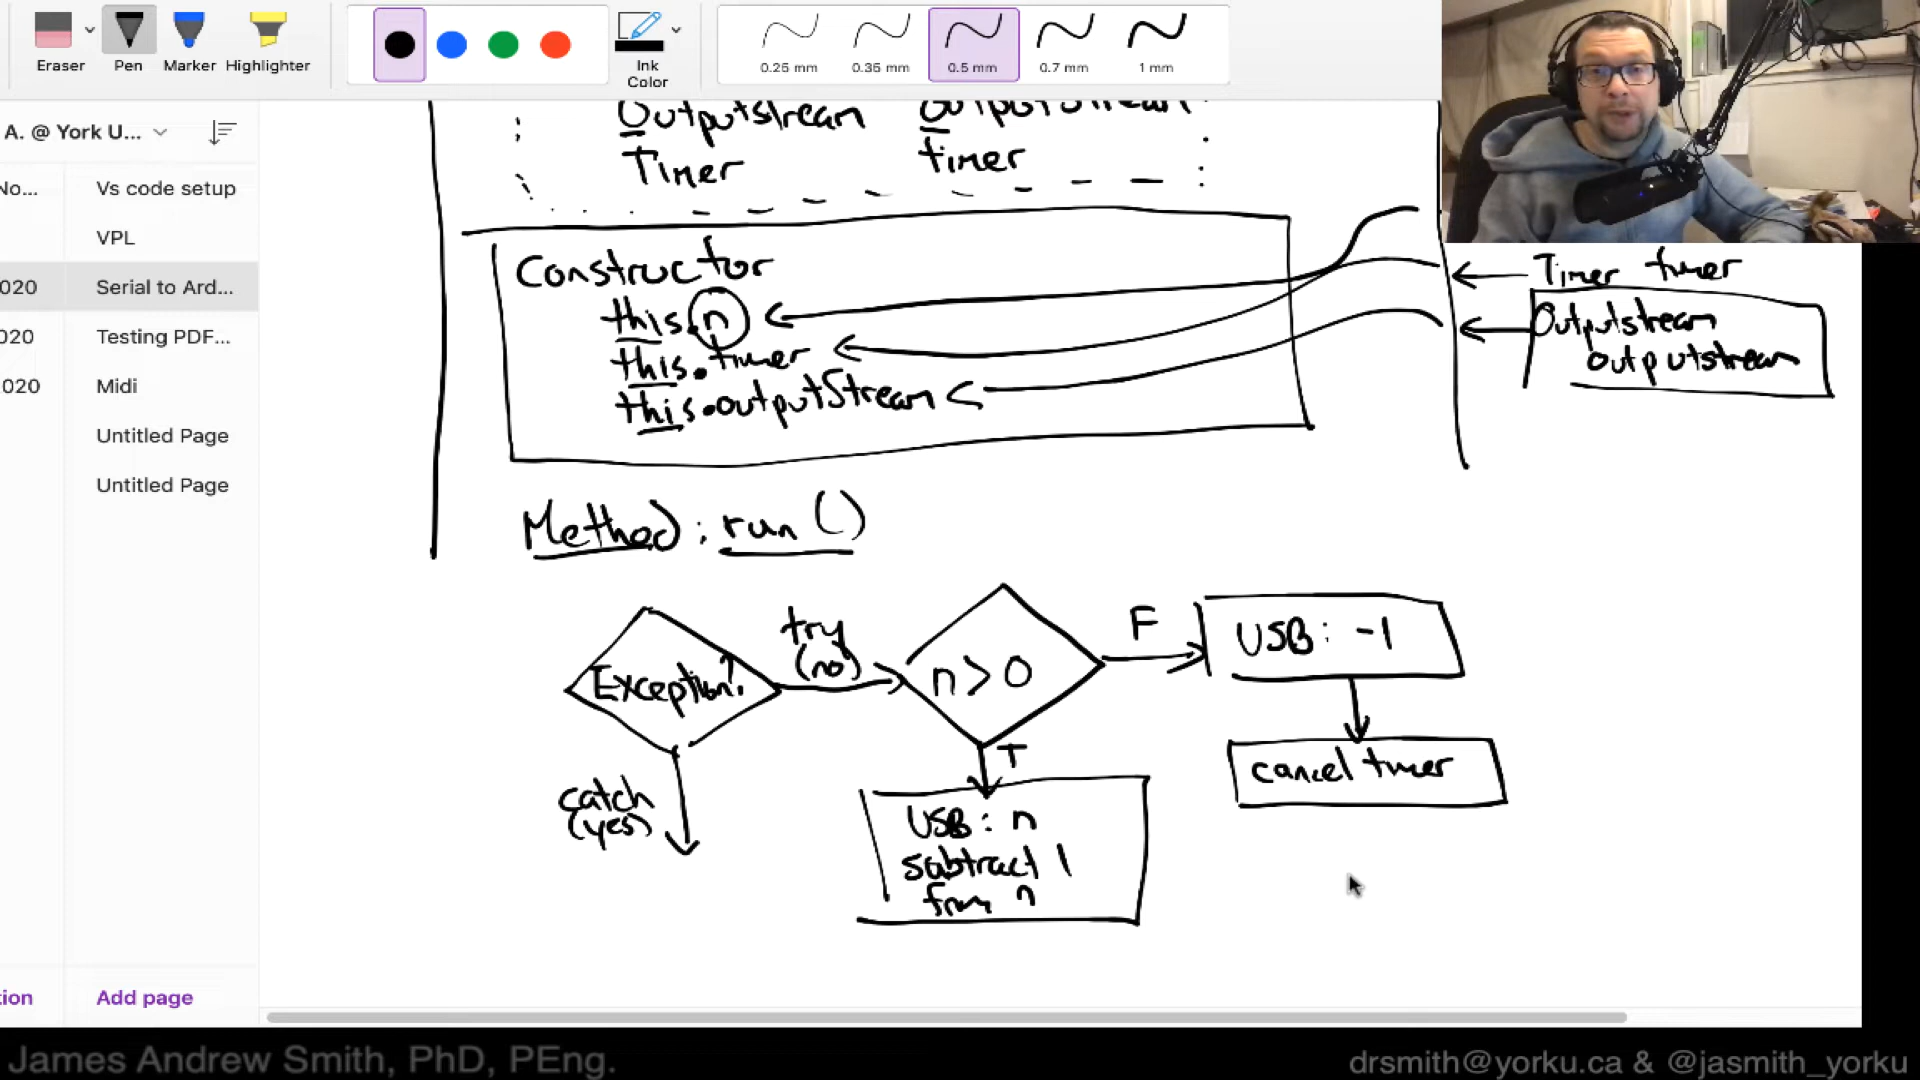 Eraser
Pen
Marker
Highlighter
Ink
Color
0.25 mm
0.35 mm
0.5 mm
0.7 mm
1 mm
A. @ York U...
No...
Vs code setup
VPL
020
Serial to Ard...
020
Testing PDF...
020
Midi
Untitled Page
Untitled Page
tion
Add page
Outputstream outputstream
Timer timer
Constructor
this.n
this.timer
this.outputStream
Timer timer
Outputstream
outputstream
Method: run()
Exception?
try
(no)
catch
(yes)
n>0
F
T
USB: -1
cancel timer
USB: n
subtract 1
from n
James Andrew Smith, PhD, PEng.
drsmith@yorku.ca & @jasmith_yorku